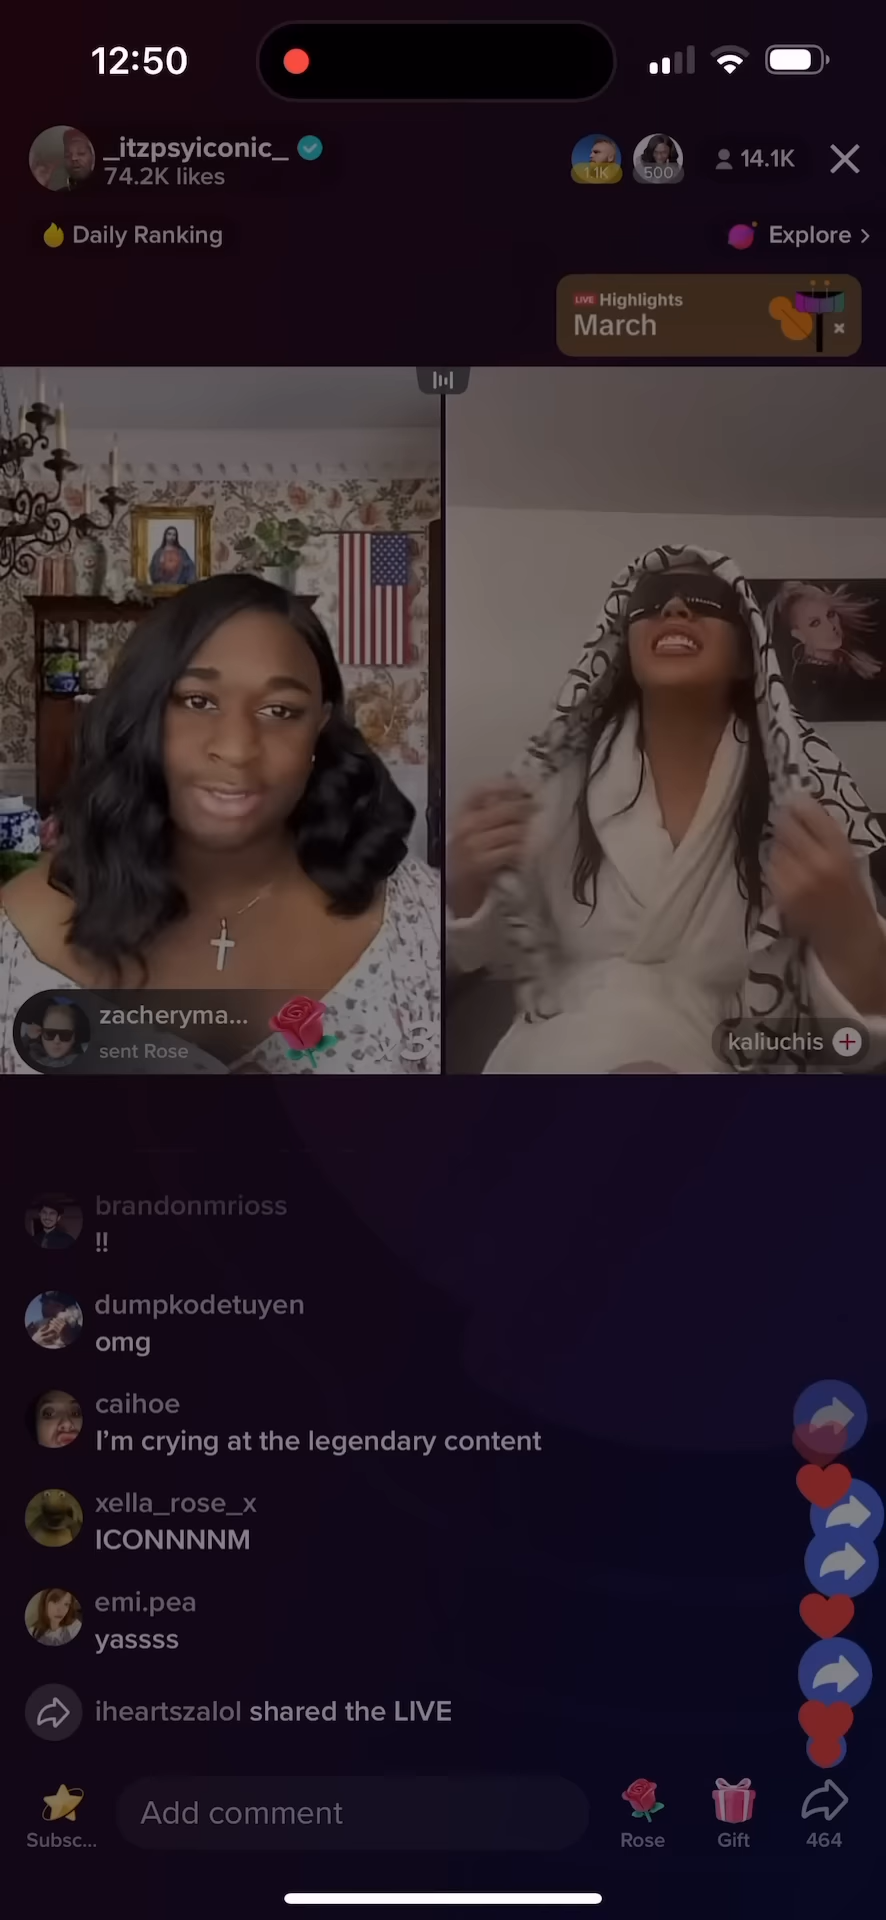 12:50
_itzpsyiconic_
74.2K likes
1.1K
500
14.1K
Daily Ranking
Explore >
LIVE Highlights
March
zacheryma...
sent Rose
kaliuchis
brandonmrioss
!!
dumpkodetuyen
omg
caihoe
I'm crying at the legendary content
xella_rose_x
ICONNNNM
emi.pea
yassss
iheartszalol shared the LIVE
Subsc...
Add comment
Rose
Gift
464